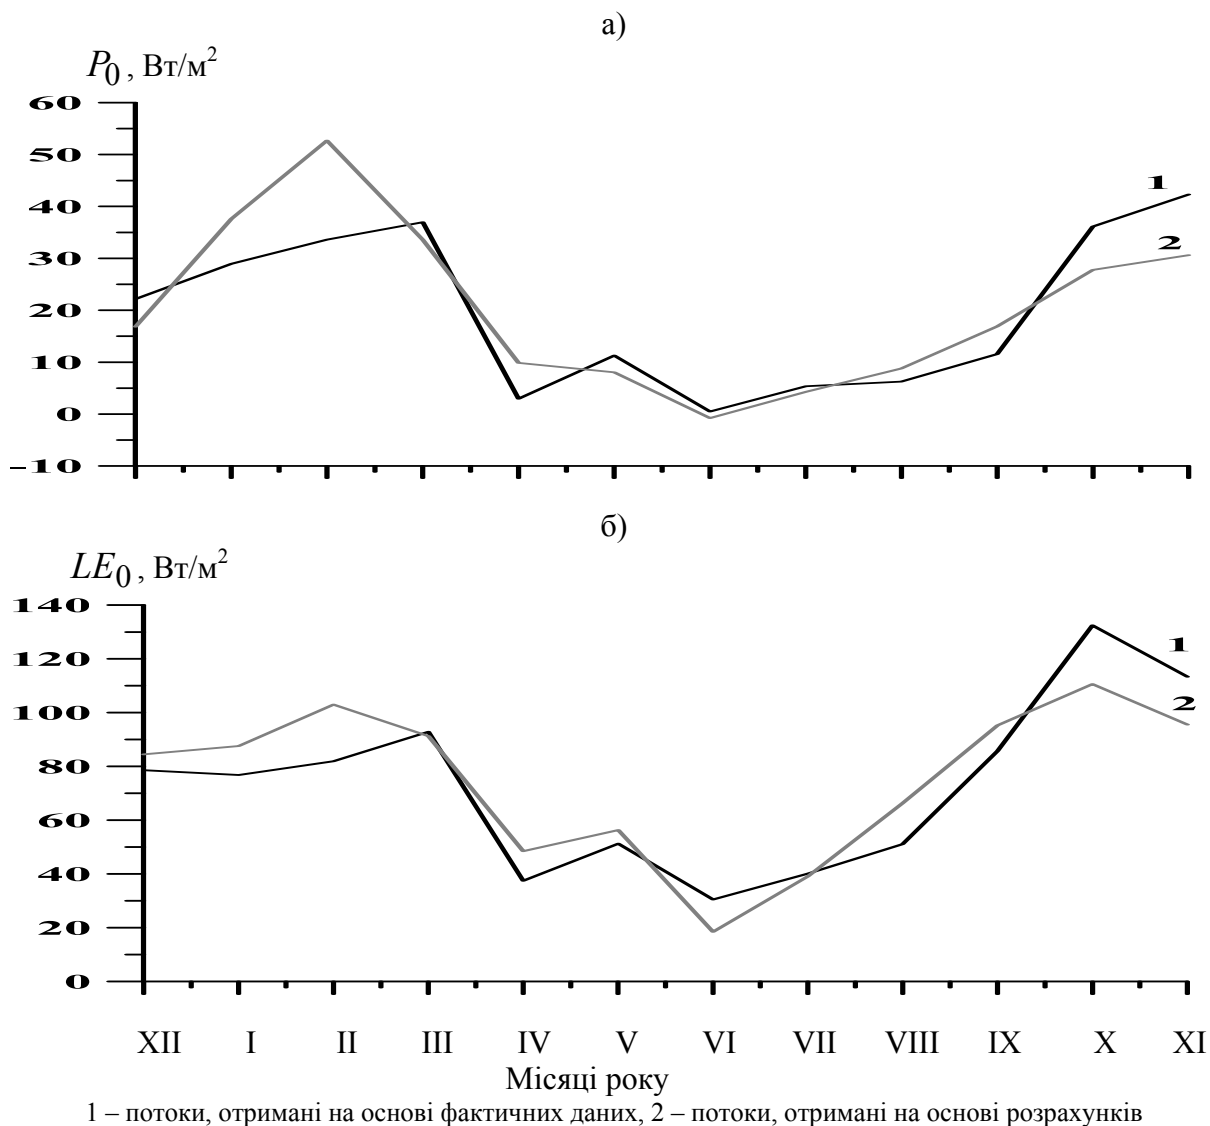 а)
P0 , Вт/м2
60
50
40
30
20
10
0
–10
1
2
б)
LE0 , Вт/м2
140
120
100
80
60
40
20
0
1
2
XII I II III IV V VI VII VIII IX X XI
Місяці року
1 – потоки, отримані на основі фактичних даних, 2 – потоки, отримані на основі розрахунків